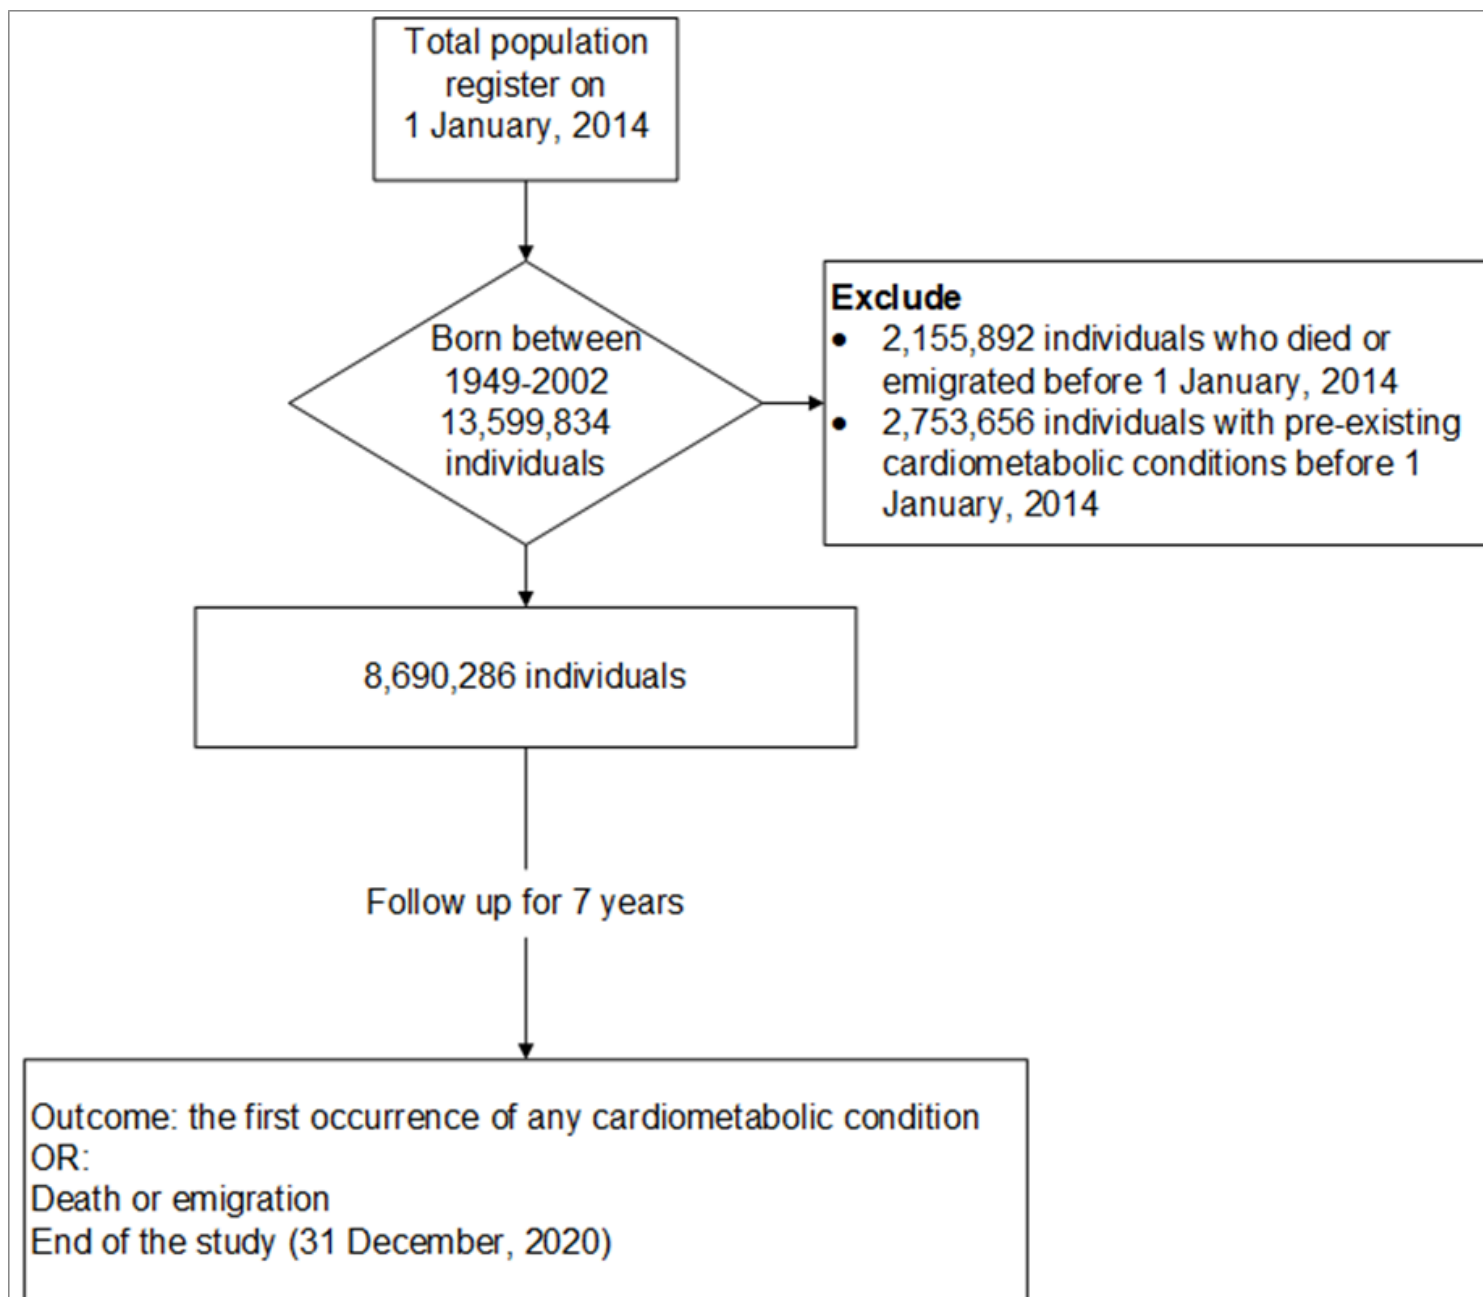 Total population
register on
1 January, 2014
Born between
1949-2002
13,599,834
individuals
Exclude
• 2,155,892 individuals who died or
emigrated before 1 January, 2014
• 2,753,656 individuals with pre-existing
cardiometabolic conditions before 1
January, 2014
8,690,286 individuals
Follow up for 7 years
Outcome: the first occurrence of any cardiometabolic condition
OR:
Death or emigration
End of the study (31 December, 2020)